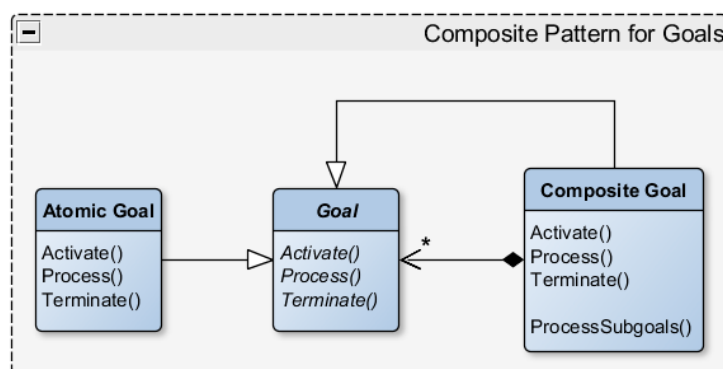 Composite Pattern for Goals
Atomic Goal
Activate()
Process()
Terminate()
Goal
Activate()
Process()
Terminate()
*
Composite Goal
Activate()
Process()
Terminate()
ProcessSubgoals()